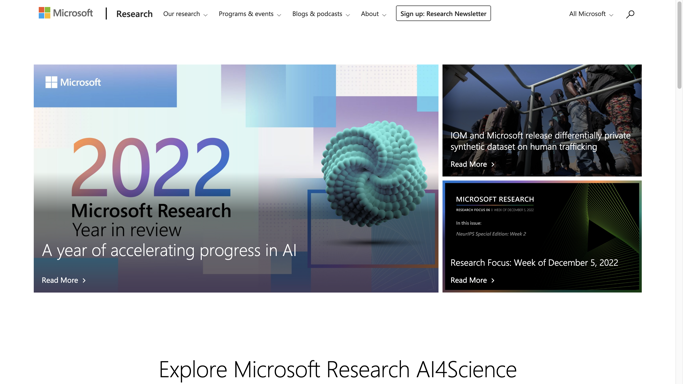 Microsoft
Research
Our research
Programs & events
Blogs & podcasts
About
Sign up: Research Newsletter
All Microsoft
Microsoft
2022
Microsoft Research
Year in review
A year of accelerating progress in AI
Read More
IOM and Microsoft release differentially private
synthetic dataset on human trafficking
Read More
MICROSOFT RESEARCH
RESEARCH FOCUS: WEEK OF DECEMBER 5, 2022
In this issue:
NeurIPS Special Edition: Week 2
Research Focus: Week of December 5, 2022
Read More
Explore Microsoft Research AI4Science